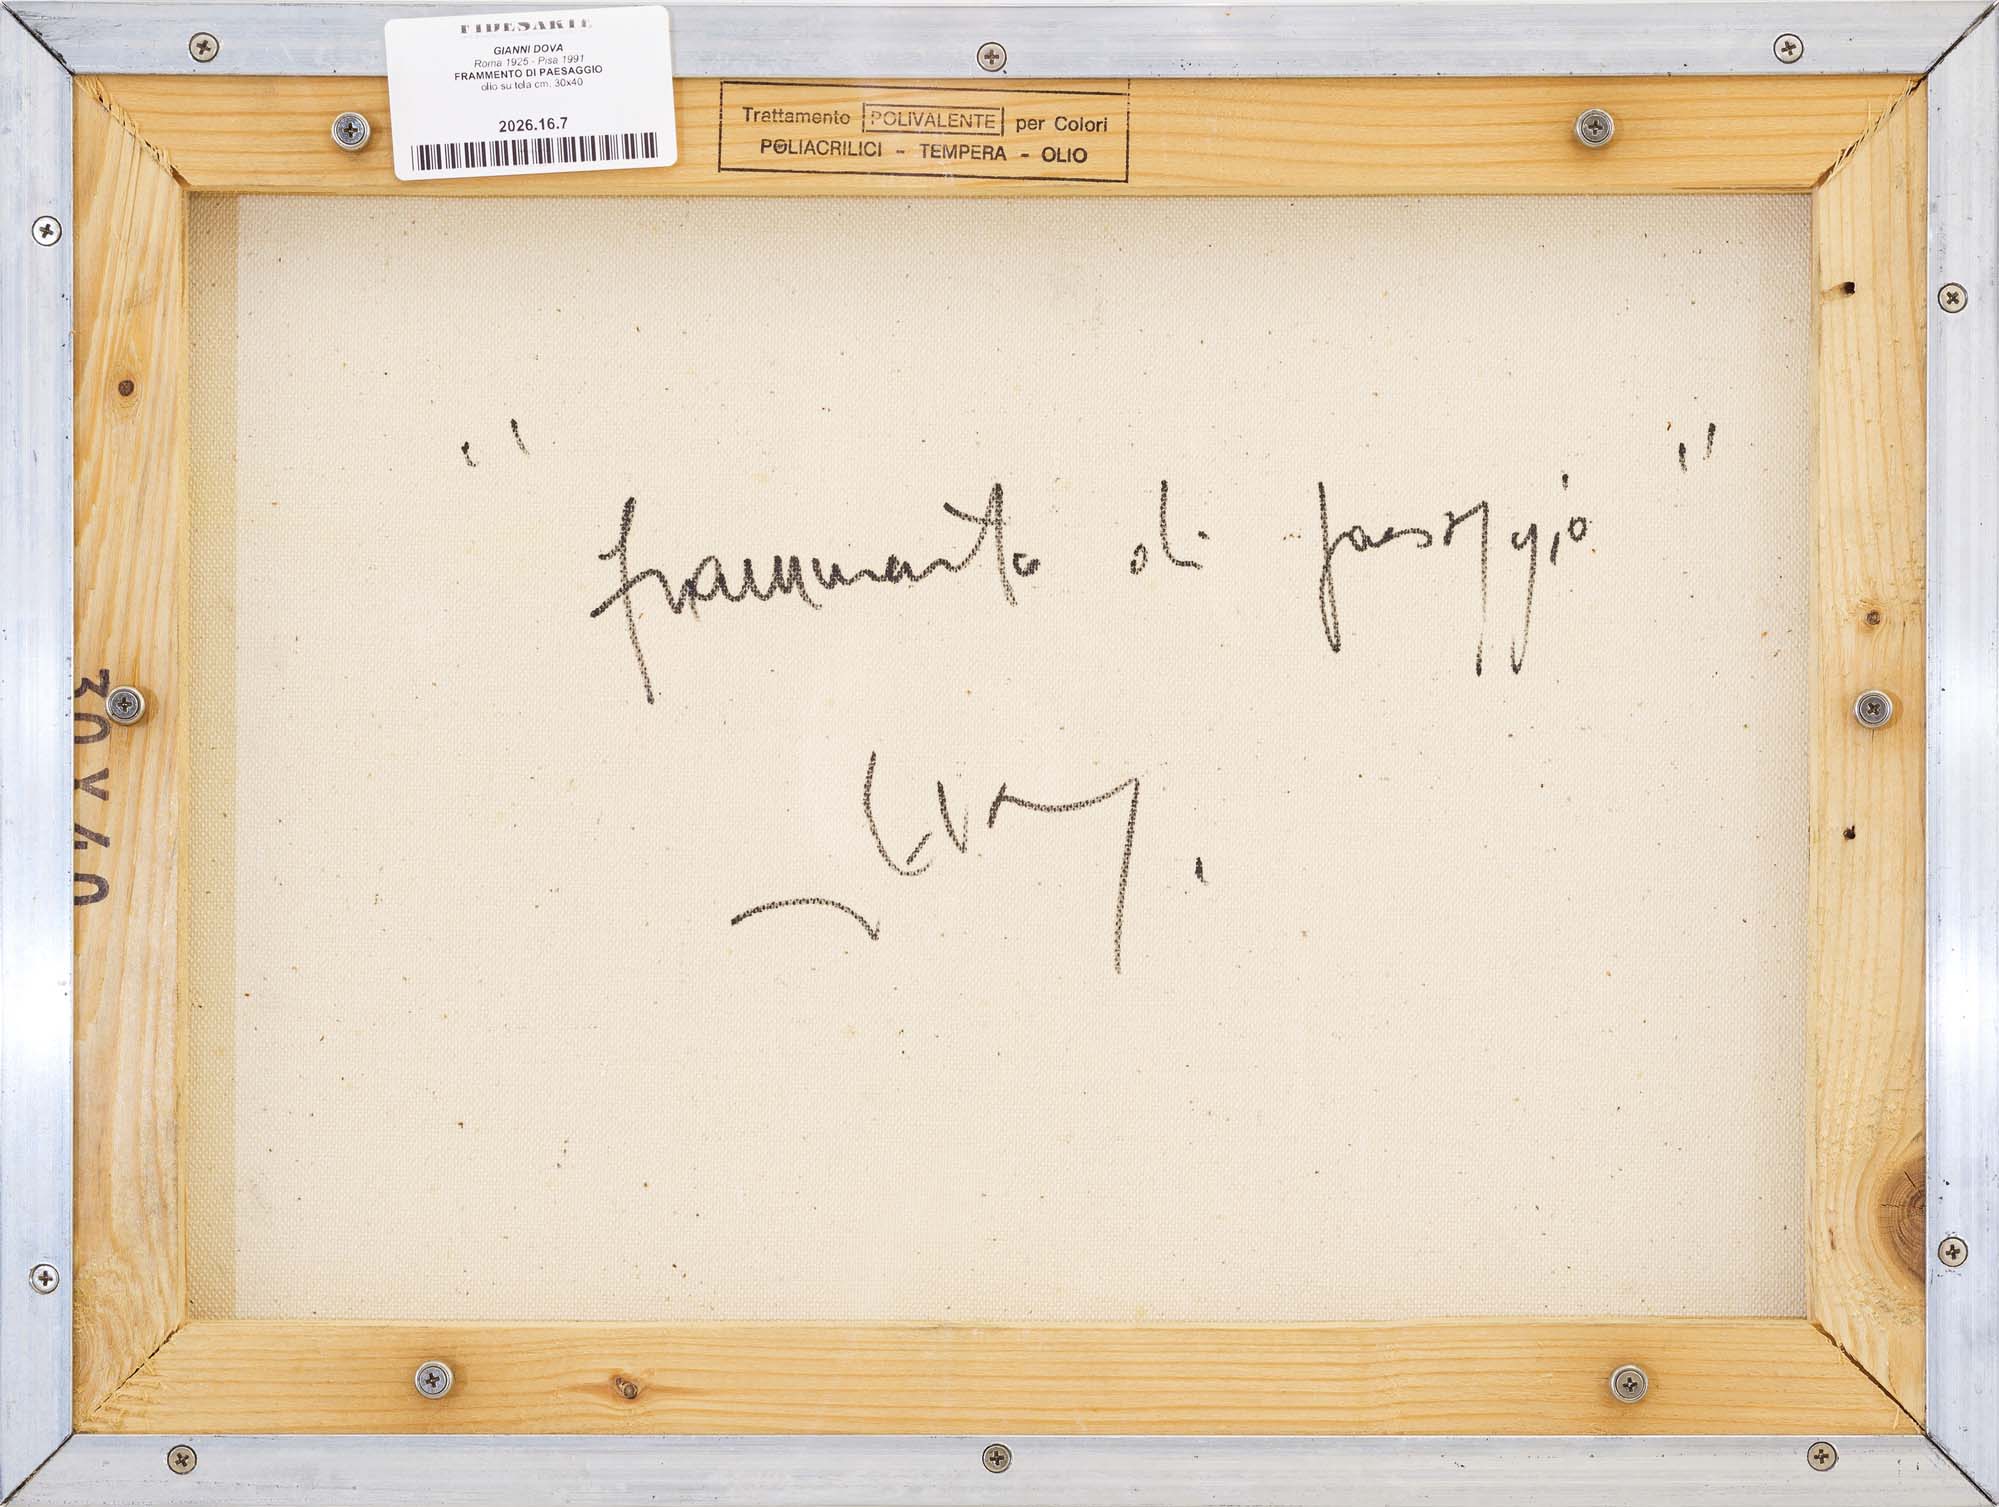 FIDESARTE
GIANNI DOVA
Roma 1925 - Pisa 1991
FRAMMENTO DI PAESAGGIO
olio su tela cm. 30x40
2026.16.7
Trattamento POLIVALENTE per Colori
POLIACRILICI - TEMPERA - OLIO
30X40
"frammento di paesaggio"